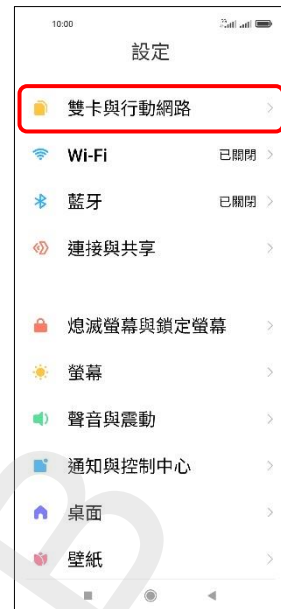 10:00
設定
雙卡與行動網路
Wi-Fi 已關閉
藍牙 已關閉
連接與共享
熄滅螢幕與鎖定螢幕
螢幕
聲音與震動
通知與控制中心
桌面
壁紙